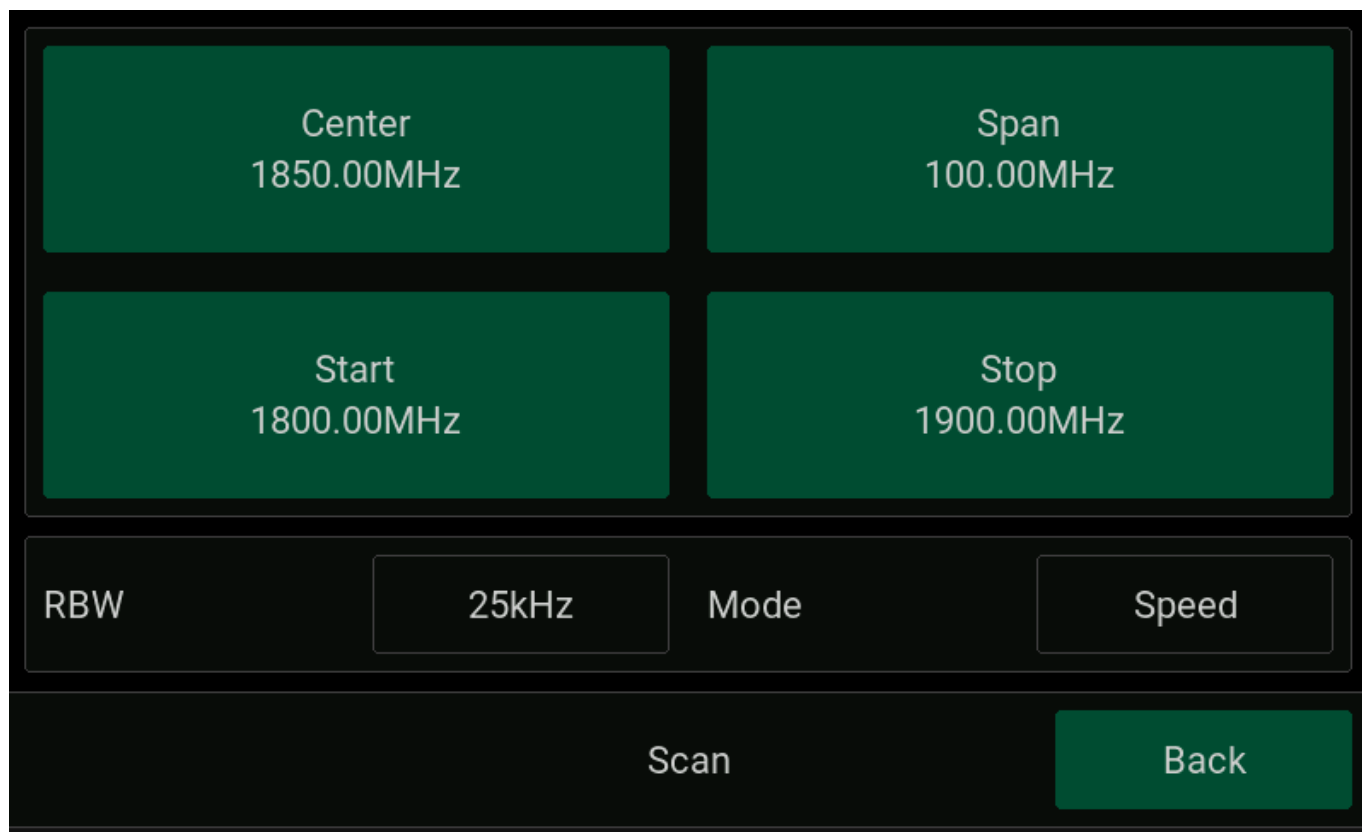 Center
1850.00MHz
Span
100.00MHz
Start
1800.00MHz
Stop
1900.00MHz
RBW
25kHz
Mode
Speed
Scan
Back